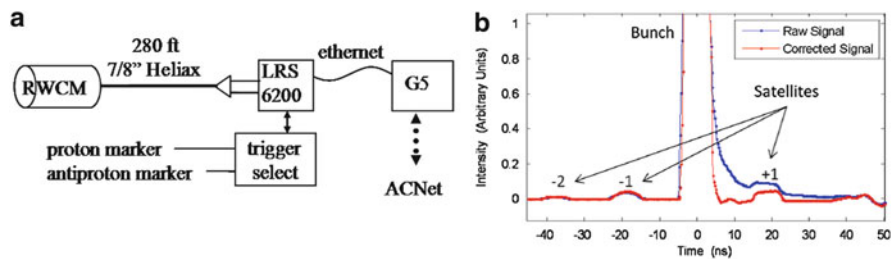 a
280 ft
7/8" Heliax
RWCM
LRS
6200
ethernet
G5
proton marker
antiproton marker
trigger
select
ACNet
b
Intensity (Arbitrary Units)
1
0.8
0.6
0.4
0.2
0
Bunch
Raw Signal
Corrected Signal
Satellites
-2
-1
+1
-40 -30 -20 -10 0 10 20 30 40 50
Time (ns)